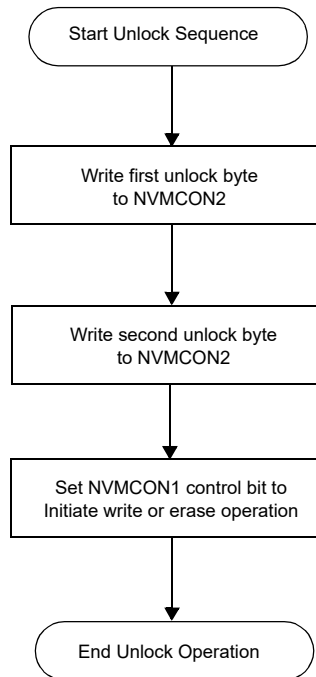 Start Unlock Sequence
Write first unlock byte
to NVMCON2
Write second unlock byte
to NVMCON2
Set NVMCON1 control bit to
Initiate write or erase operation
End Unlock Operation